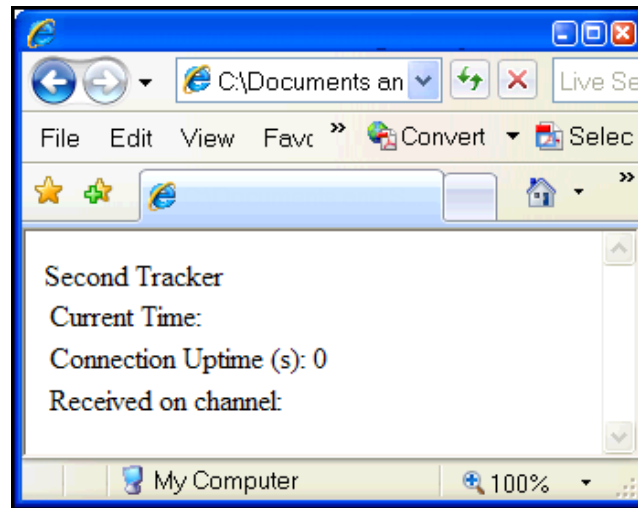 C:\Documents an
Live Se
File Edit View Favc » Convert Selec
»
Second Tracker
Current Time:
Connection Uptime (s): 0
Received on channel:
My Computer 100%